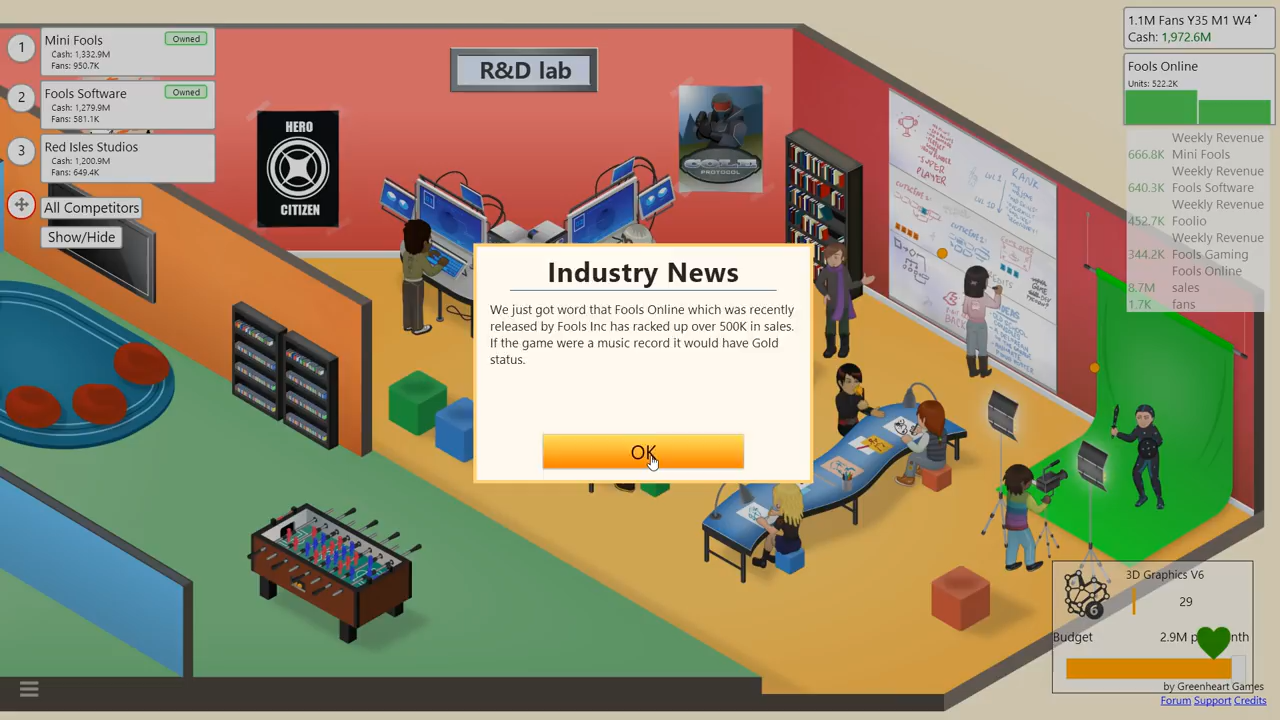 1
Mini Fools
Owned
Cash: 1,332.9M
Fans: 950.7K
2
Fools Software
Owned
Cash: 1,279.9M
Fans: 581.1K
3
Red Isles Studios
Cash: 1,200.9M
Fans: 649.4K
All Competitors
Show/Hide
R&D lab
HERO
CITIZEN
COLE
PROTOCOL
SUPER
PLAYER
RANK
1.1M Fans Y35 M1 W4
Cash: 1,972.6M
Fools Online
Units: 522.2K
Weekly Revenue
666.8K Mini Fools
Weekly Revenue
640.3K Fools Software
Weekly Revenue
452.7K Foolio
Weekly Revenue
344.2K Fools Gaming
Fools Online
8.7M sales
1.7K fans
Industry News
We just got word that Fools Online which was recently
released by Fools Inc has racked up over 500K in sales.
If the game were a music record it would have Gold
status.
OK
3D Graphics V6
6
29
Budget 2.9M p nth
by Greenheart Games
Forum Support Credits